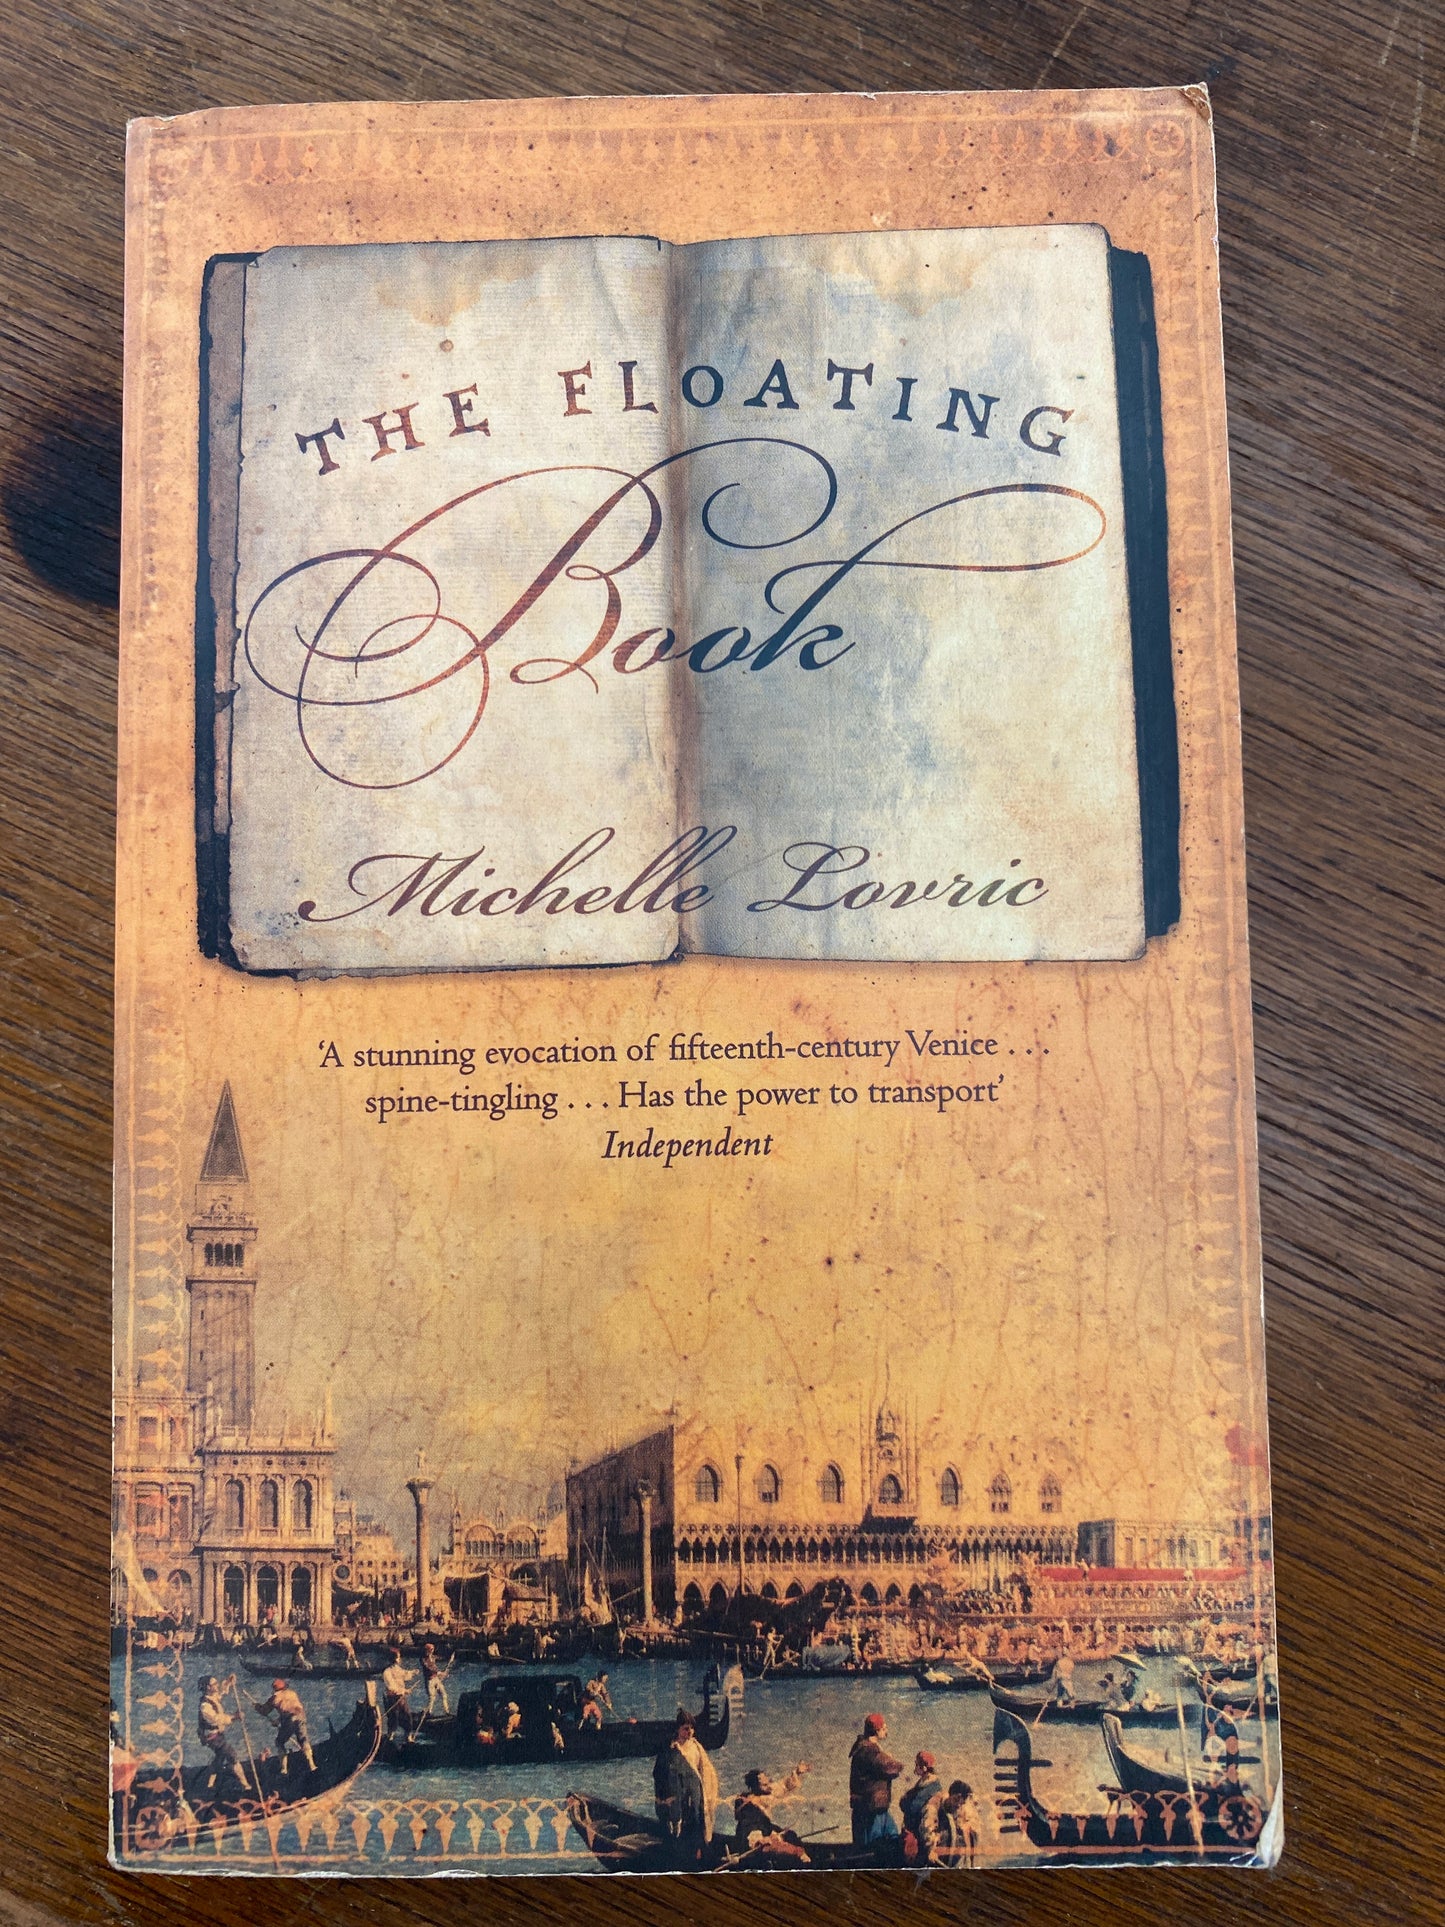 THE FLOATING
Book
Michelle Lovric
‘A stunning evocation of fifteenth-century Venice . . .
spine-tingling . . . Has the power to transport’
Independent